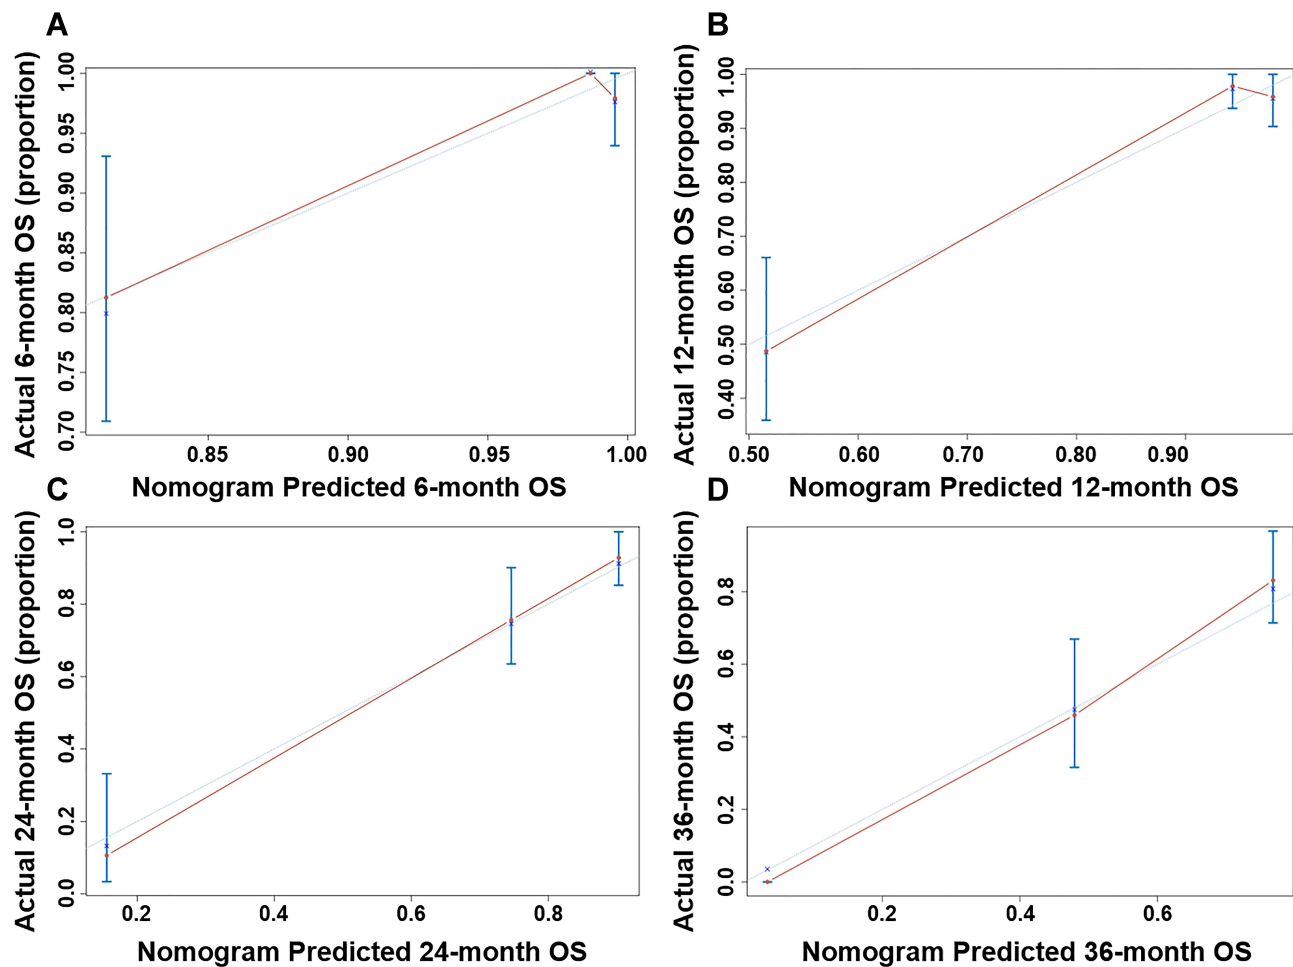 A
Actual 6-month OS (proportion)
1.00
0.95
0.90
0.85
0.80
0.75
0.70
0.85 0.90 0.95 1.00
Nomogram Predicted 6-month OS
B
Actual 12-month OS (proportion)
1.00
0.90
0.80
0.70
0.60
0.50
0.40
0.50 0.60 0.70 0.80 0.90
Nomogram Predicted 12-month OS
C
Actual 24-month OS (proportion)
1.0
0.8
0.6
0.4
0.2
0.0
0.2 0.4 0.6 0.8
Nomogram Predicted 24-month OS
D
Actual 36-month OS (proportion)
0.8
0.6
0.4
0.2
0.0
0.2 0.4 0.6
Nomogram Predicted 36-month OS